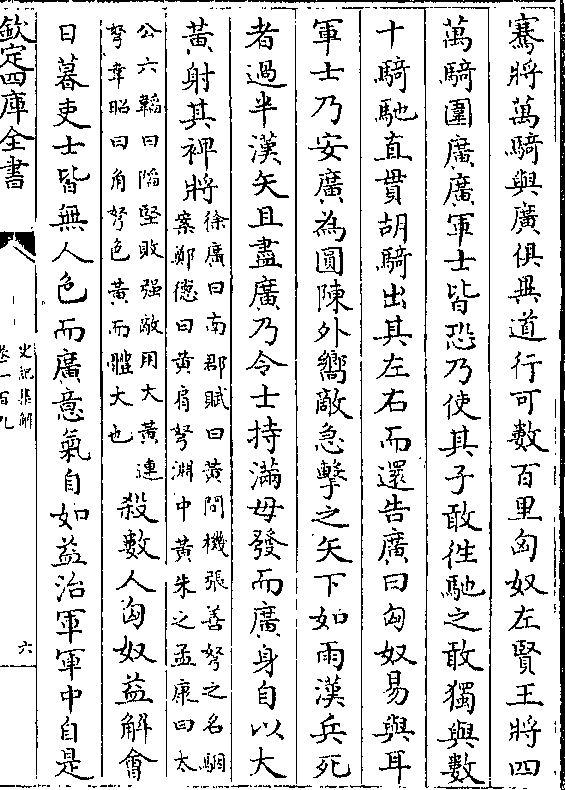 騫將萬騎與廣俱異道行可數百里匈奴左賢王將四
萬騎圍廣廣軍士皆恐乃使其子敢徃馳之敢獨與數
十騎馳直貫胡騎出其左右而還告廣曰匈奴易與耳
軍士乃安廣為圓陳外嚮敵急擊之矢下如雨漢兵死
者過半漢矢且盡廣乃令士持滿毋發而廣身自以大
黃射其裨將徐廣曰南郡賦曰黃間機張善弩之名駰
案鄭德曰黃肩弩淵中黃朱之孟康曰太
公六韜曰陷堅敗强敵用大黃連
弩韋昭曰角弩色黃而體大也殺數人匈奴益解會
日暮吏士皆無人色而廣意氣自如益治軍軍中自是
欽定四庫全書
史記集解
卷一百九
六